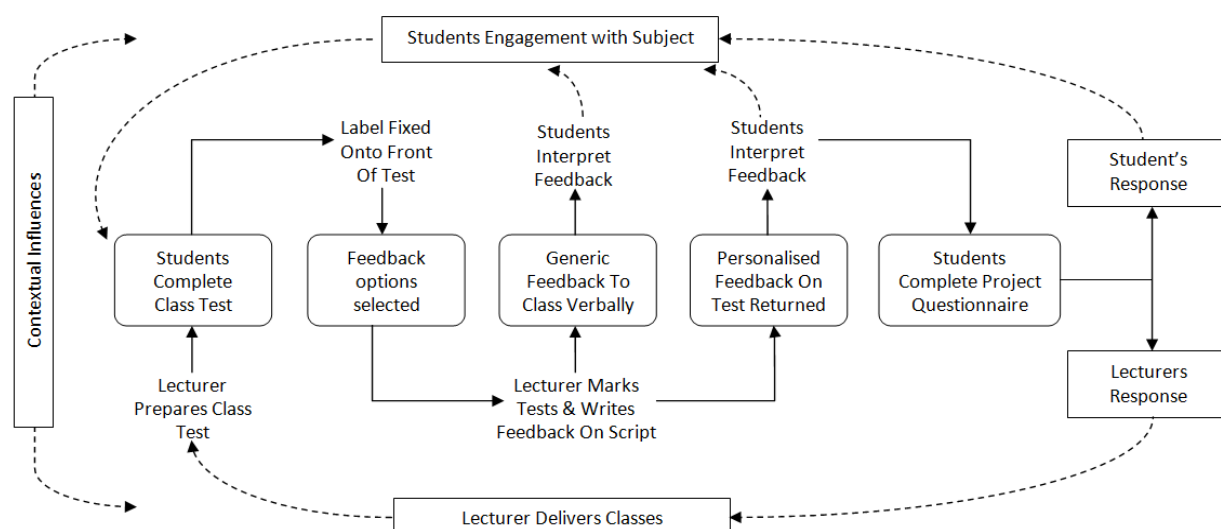 Students Engagement with Subject
Contextual Influences
Label Fixed
Onto Front
Of Test
Students
Interpret
Feedback
Students
Interpret
Feedback
Student's
Response
Students
Complete
Class Test
Feedback
options
selected
Generic
Feedback To
Class Verbally
Personalised
Feedback On
Test Returned
Students
Complete Project
Questionnaire
Lecturer
Prepares Class
Test
Lecturer Marks
Tests & Writes
Feedback On Script
Lecturers
Response
Lecturer Delivers Classes